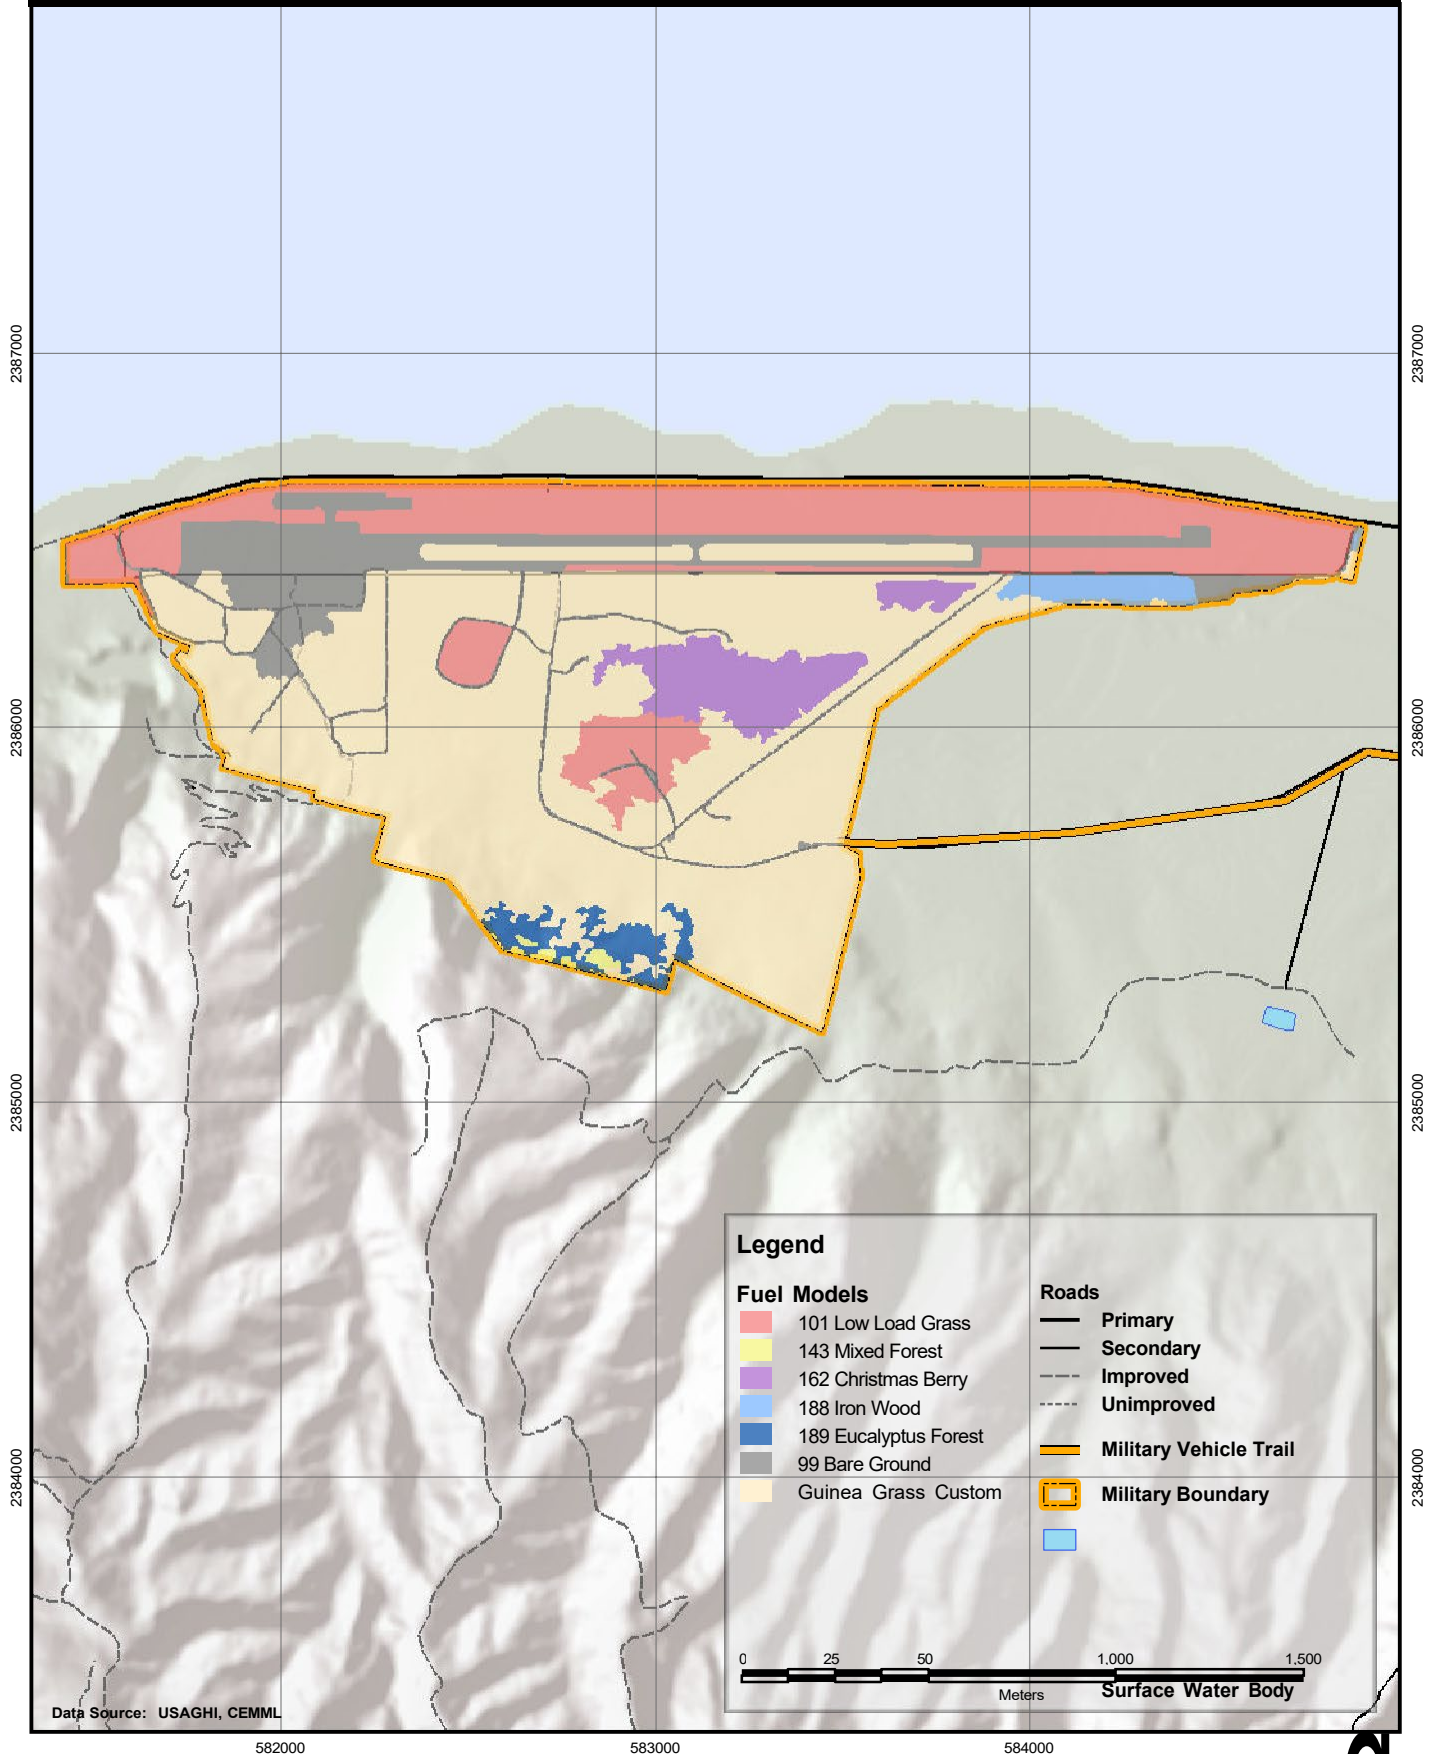 2387000
2387000
2386000
2386000
2385000
2385000
2384000
2384000
Legend
Fuel Models
101 Low Load Grass
143 Mixed Forest
162 Christmas Berry
188 Iron Wood
189 Eucalyptus Forest
99 Bare Ground
Guinea Grass Custom
Roads
Primary
Secondary
Improved
Unimproved
Military Vehicle Trail
Military Boundary
0 25 50 1,000 1,500
Meters
Surface Water Body
Data Source: USAGHI, CEMML
582000 583000 584000
2